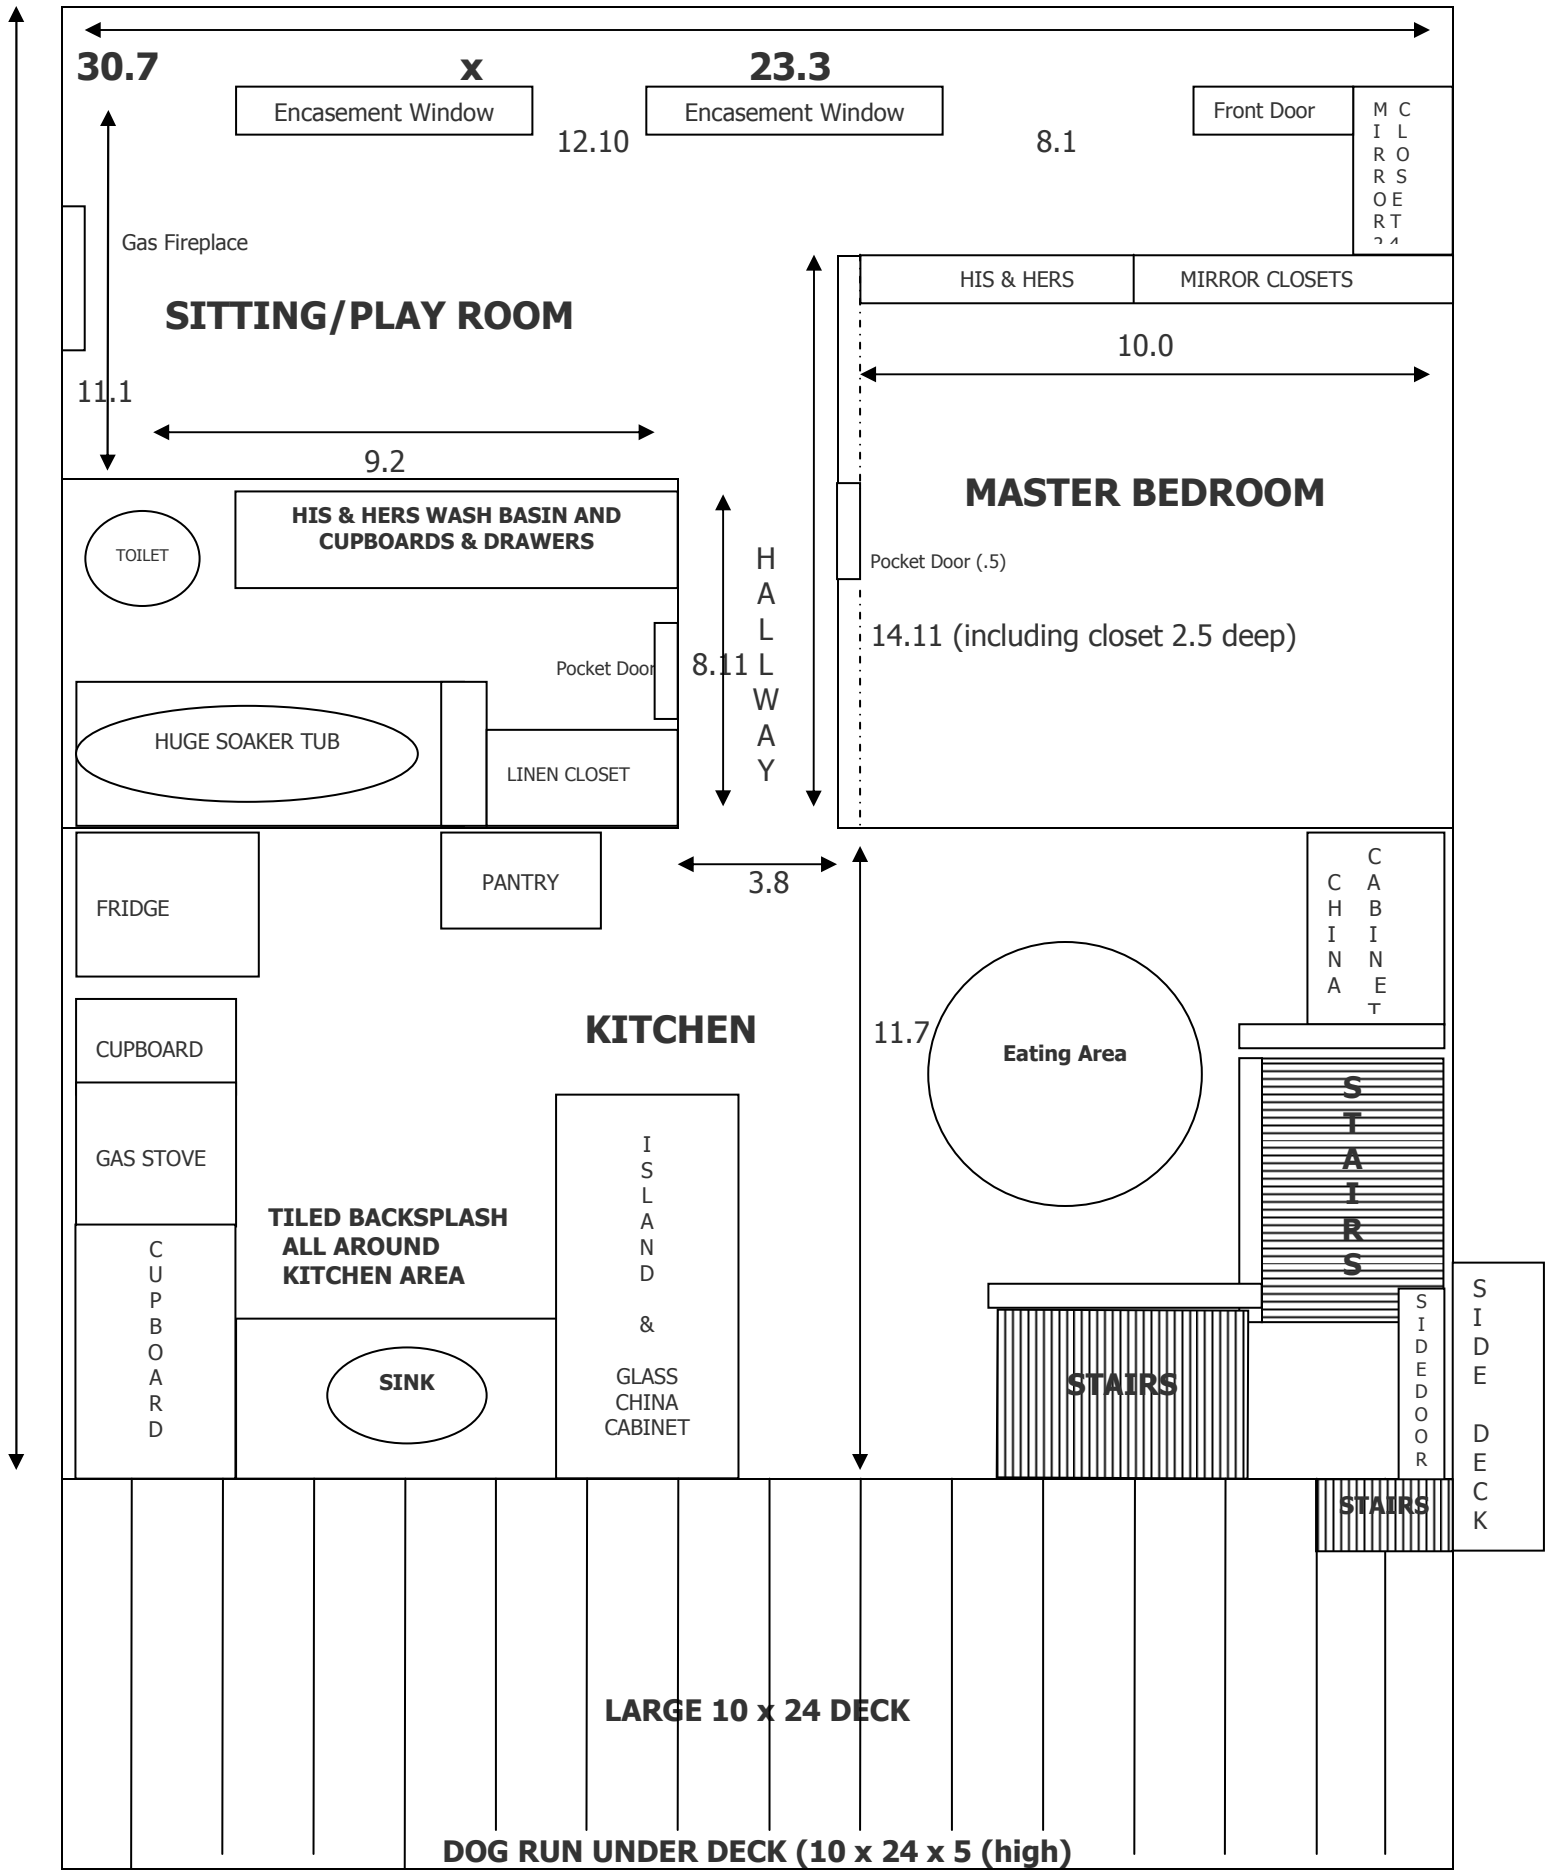 30.7 x 23.3
Encasement Window
Encasement Window
Front Door
MIRROR
CLOSET
12.10
8.1
Gas Fireplace
HIS & HERS
MIRROR CLOSETS
SITTING/PLAY ROOM
10.0
11.1
9.2
MASTER BEDROOM
HIS & HERS WASH BASIN AND
CUPBOARDS & DRAWERS
TOILET
HALLWAY
Pocket Door (.5)
14.11 (including closet 2.5 deep)
Pocket Door
8.11
HUGE SOAKER TUB
LINEN CLOSET
FRIDGE
PANTRY
3.8
CHINA
CABINET
KITCHEN
11.7
Eating Area
CUPBOARD
GAS STOVE
STAIRS
TILED BACKSPLASH
ALL AROUND
KITCHEN AREA
CUPBOARD
SINK
ISLAND
&
GLASS
CHINA
CABINET
STAIRS
SIDEDOOR
SIDE DECK
STAIRS
LARGE 10 x 24 DECK
DOG RUN UNDER DECK (10 x 24 x 5 (high)